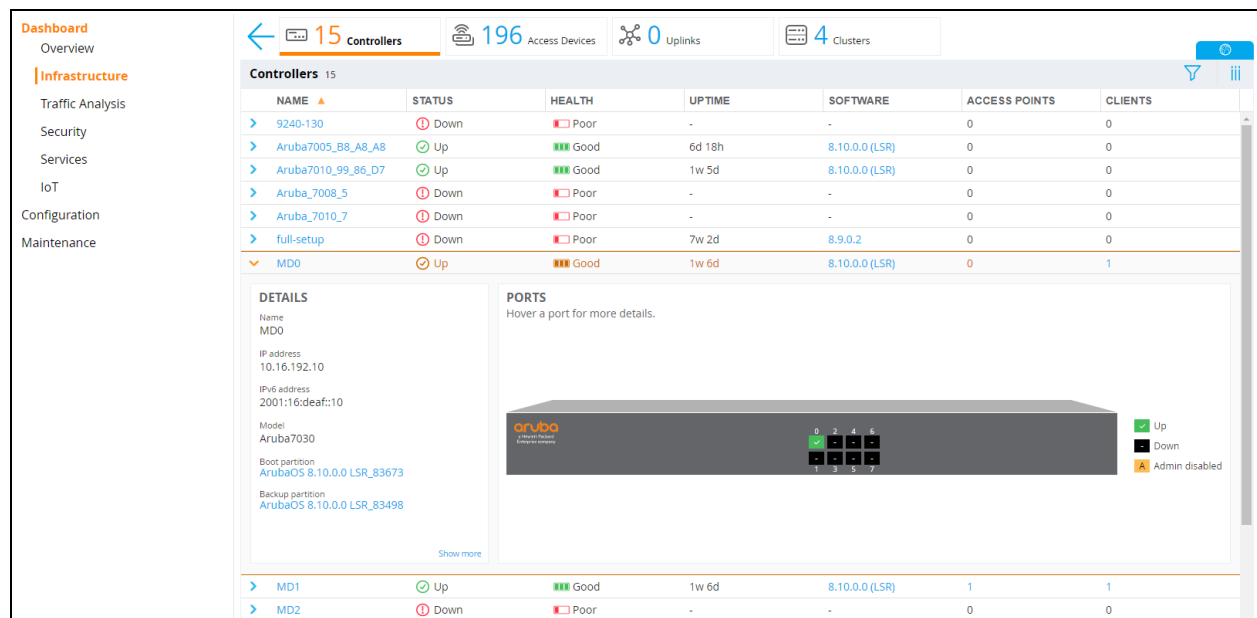 Dashboard
Overview
Infrastructure
Traffic Analysis
Security
Services
IoT
Configuration
Maintenance
15 Controllers 196 Access Devices 0 Uplinks 4 Clusters
Controllers 15
NAME STATUS HEALTH UPTIME SOFTWARE ACCESS POINTS CLIENTS
9240-130 Down Poor - - 0 0
Aruba7005_B8_A8_A8 Up Good 6d 18h 8.10.0.0 (LSR) 0 0
Aruba7010_99_86_D7 Up Good 1w 5d 8.10.0.0 (LSR) 0 0
Aruba_7008_5 Down Poor - - 0 0
Aruba_7010_7 Down Poor - - 0 0
full-setup Down Poor 7w 2d 8.9.0.2 0 0
MD0 Up Good 1w 6d 8.10.0.0 (LSR) 0 1
DETAILS
Name
MD0
IP address
10.16.192.10
IPv6 address
2001:16:deaf::10
Model
Aruba7030
Boot partition
ArubaOS 8.10.0.0 LSR_83673
Backup partition
ArubaOS 8.10.0.0 LSR_83498
Show more
PORTS
Hover a port for more details.
aruba
a Hewlett Packard
Enterprise company
0 2 4 6
- - -
- - - -
1 3 5 7
Up
- Down
A Admin disabled
MD1 Up Good 1w 6d 8.10.0.0 (LSR) 1 1
MD2 Down Poor - - 0 0